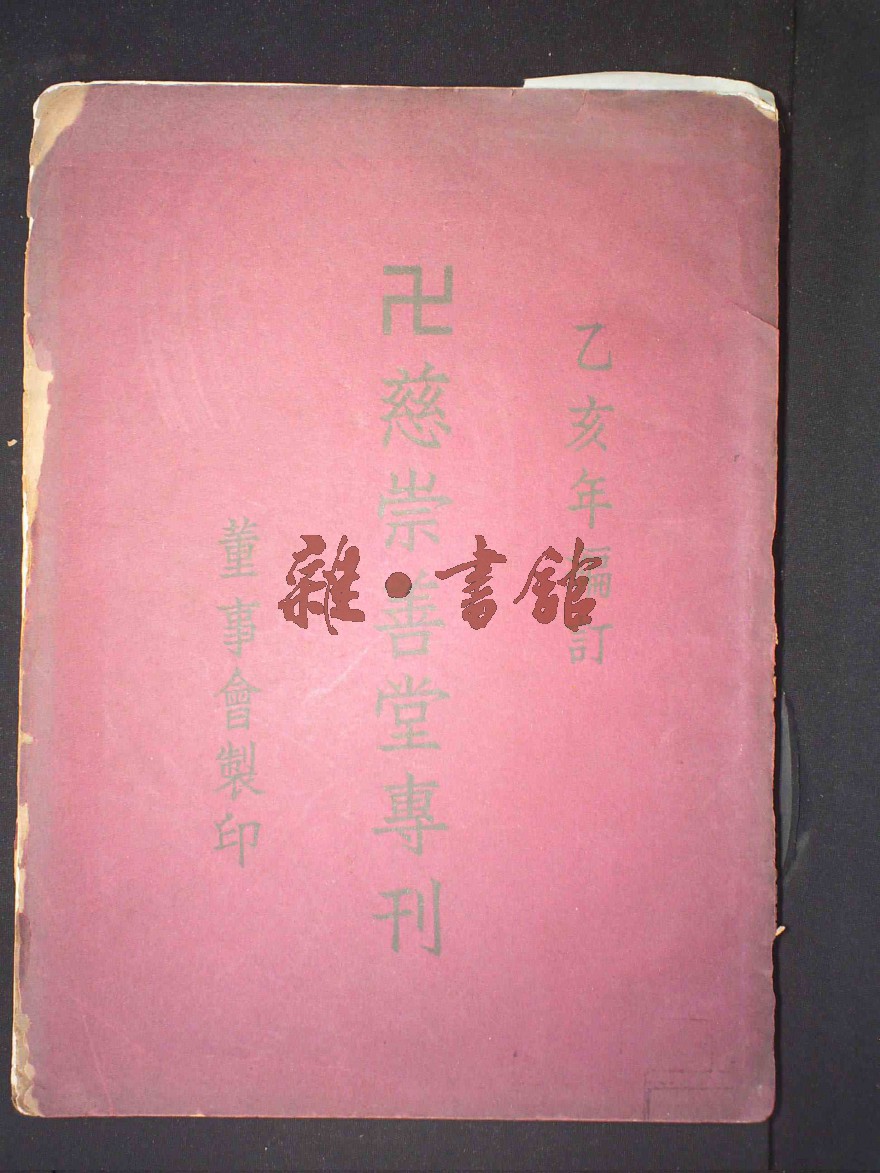 乙亥年編訂
卍慈崇善堂專刊
董事會製印
雜·書館